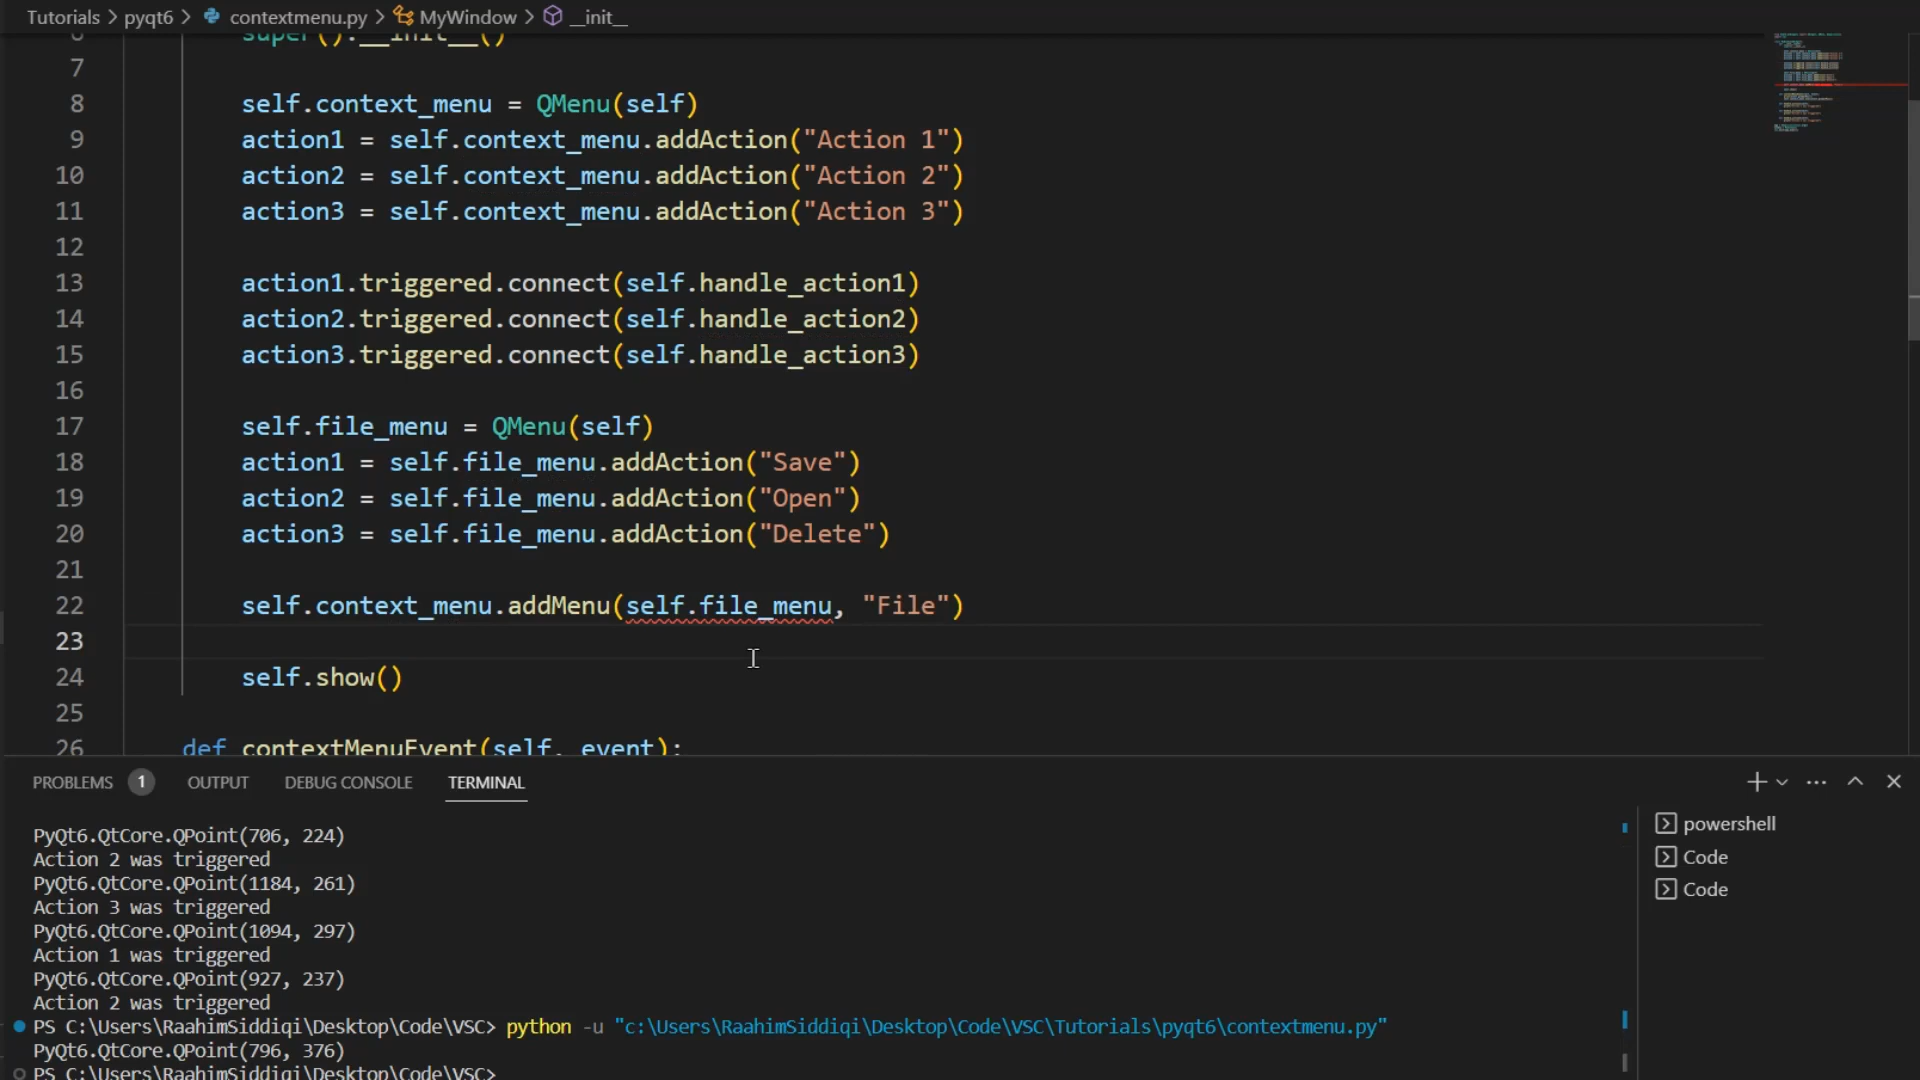 Tutorials > pyqt6 > contextmenu.py > MyWindow > __init__
6 super().__init__()
7
8 self.context_menu = QMenu(self)
9 action1 = self.context_menu.addAction("Action 1")
10 action2 = self.context_menu.addAction("Action 2")
11 action3 = self.context_menu.addAction("Action 3")
12
13 action1.triggered.connect(self.handle_action1)
14 action2.triggered.connect(self.handle_action2)
15 action3.triggered.connect(self.handle_action3)
16
17 self.file_menu = QMenu(self)
18 action1 = self.file_menu.addAction("Save")
19 action2 = self.file_menu.addAction("Open")
20 action3 = self.file_menu.addAction("Delete")
21
22 self.context_menu.addMenu(self.file_menu, "File")
23
24 self.show()
25
26 def contextMenuEvent(self, event):
PROBLEMS 1 OUTPUT DEBUG CONSOLE TERMINAL
PyQt6.QtCore.QPoint(706, 224)
Action 2 was triggered
PyQt6.QtCore.QPoint(1184, 261)
Action 3 was triggered
PyQt6.QtCore.QPoint(1094, 297)
Action 1 was triggered
PyQt6.QtCore.QPoint(927, 237)
Action 2 was triggered
PS C:\Users\RaahimSiddiqi\Desktop\Code\VSC> python -u "c:\Users\RaahimSiddiqi\Desktop\Code\VSC\Tutorials\pyqt6\contextmenu.py"
PyQt6.QtCore.QPoint(796, 376)
PS C:\Users\RaahimSiddiqi\Desktop\Code\VSC>
powershell
Code
Code